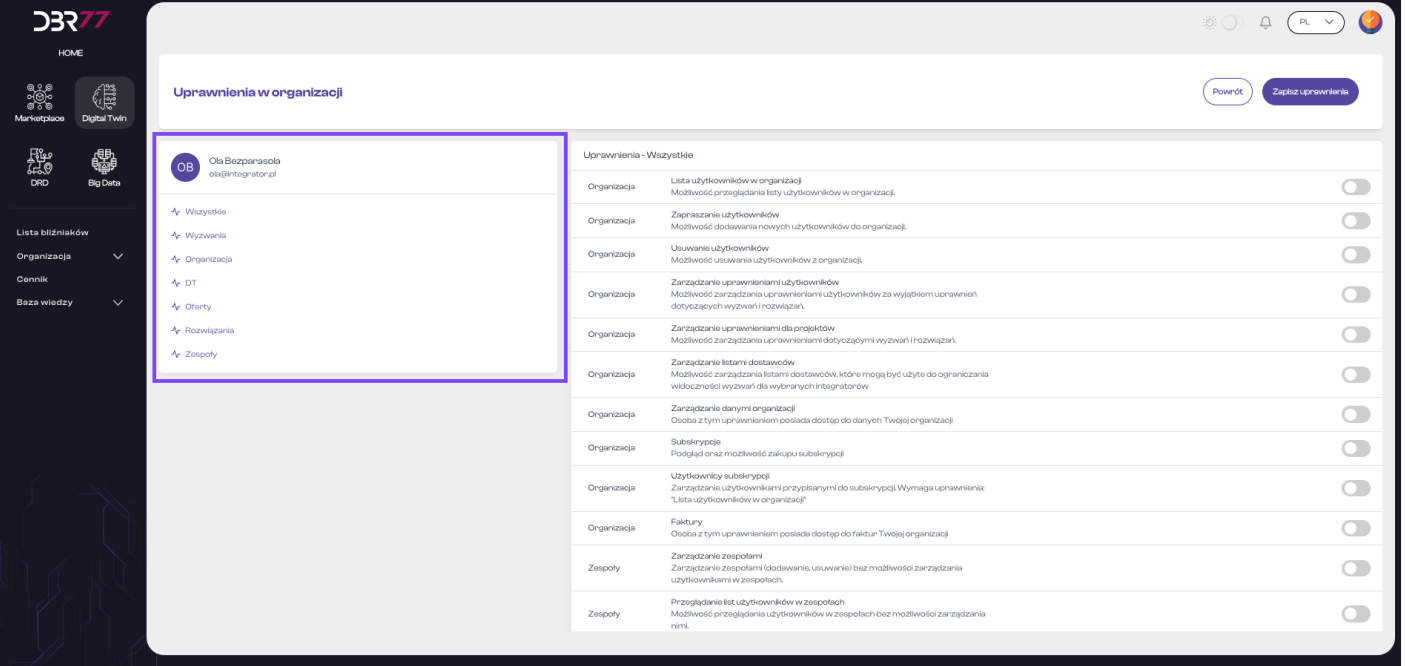 DBR77
HOME
Marketplace
Digital Twin
DRD
Big Data
Lista bliźniaków
Organizacja
Cennik
Baza wiedzy
PL
Uprawnienia w organizacji
Powrót
Zapisz uprawnienia
OB
Ola Bezparasola
ola@integrator.pl
Wszystkie
Wyzwania
Organizacja
DT
Oferty
Rozwiązania
Zespoły
Uprawnienia - Wszystkie
Organizacja
Lista użytkowników w organizacji
Możliwość przeglądania listy użytkowników w organizacji.
Organizacja
Zapraszanie użytkowników
Możliwość dodawania nowych użytkowników do organizacji.
Organizacja
Usuwanie użytkowników
Możliwość usuwania użytkowników z organizacji.
Organizacja
Zarządzanie uprawnieniami użytkowników
Możliwość zarządzania uprawnieniami użytkowników za wyjątkiem uprawnień
dotyczących wyzwań i rozwiązań.
Organizacja
Zarządzanie uprawnieniami dla projektów
Możliwość zarządzania uprawnieniami dotyczącymi wyzwań i rozwiązań.
Organizacja
Zarządzanie listami dostawców
Możliwość zarządzania listami dostawców, które mogą być użyte do ograniczania
widoczności wyzwań dla wybranych integratorów
Organizacja
Zarządzanie danymi organizacji
Osoba z tym uprawnieniem posiada dostęp do danych Twojej organizacji
Organizacja
Subskrypcje
Podgląd oraz możliwość zakupu subskrypcji
Organizacja
Użytkownicy subskrypcji
Zarządzanie użytkownikami przypisanymi do subskrypcji. Wymaga uprawnienia:
"Lista użytkowników w organizacji"
Organizacja
Faktury
Osoba z tym uprawnieniem posiada dostęp do faktur Twojej organizacji
Zespoły
Zarządzanie zespołami
Zarządzanie zespołami (dodawanie, usuwanie) bez możliwości zarządzania
użytkownikami w zespołach.
Zespoły
Przeglądanie list użytkowników w zespołach
Możliwość przeglądania użytkowników w zespołach bez możliwości zarządzania
nimi.